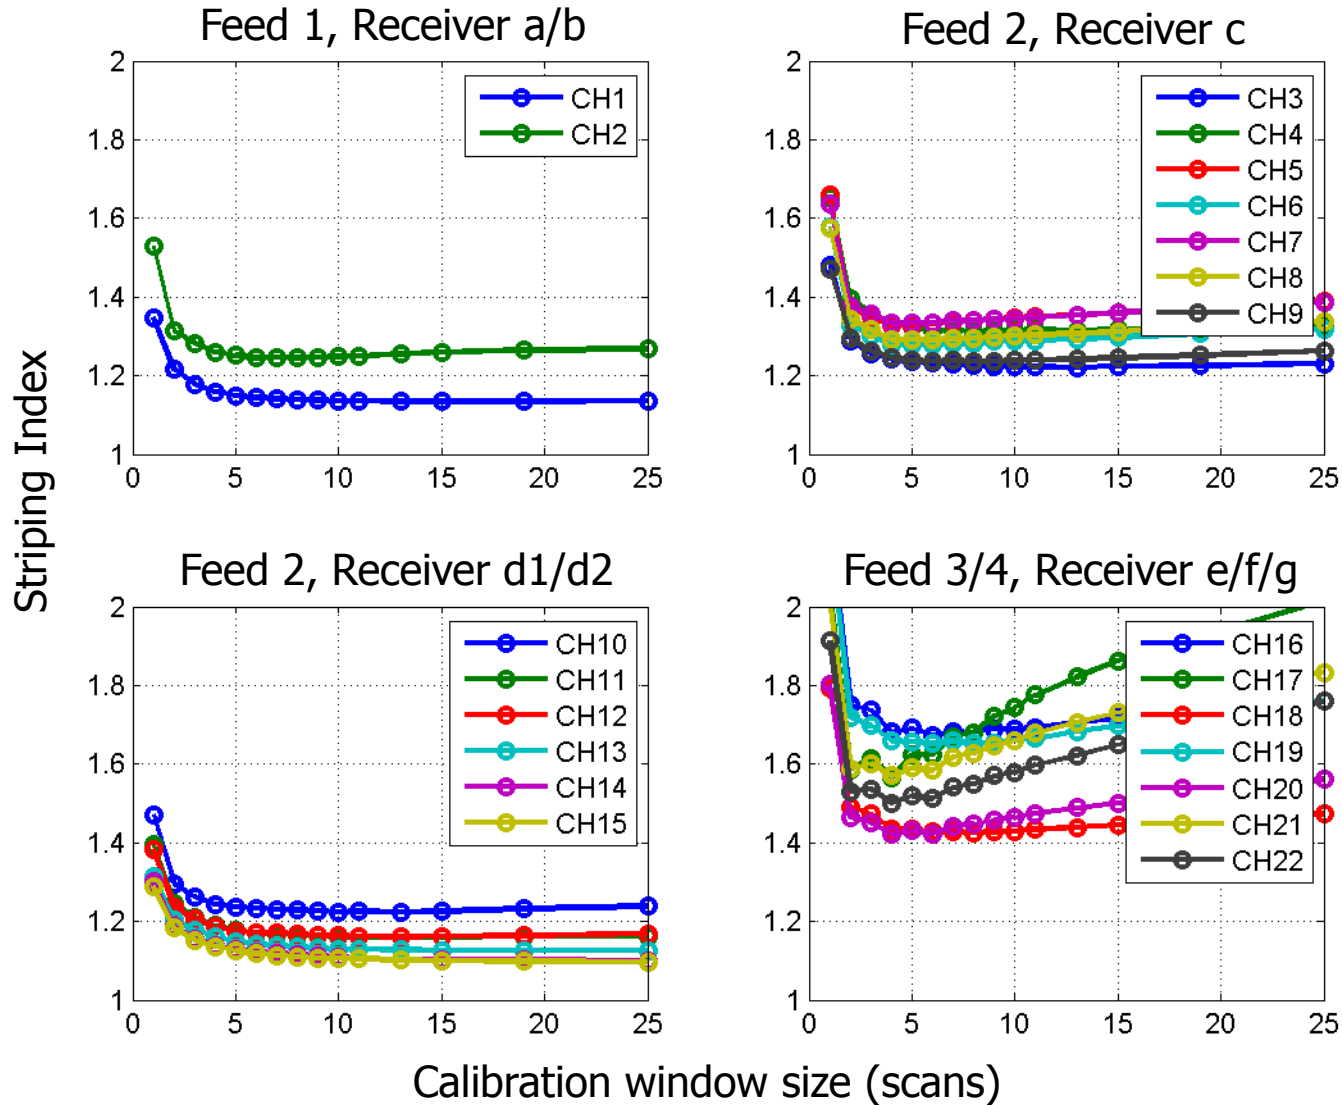 Feed 1, Receiver a/b
Feed 2, Receiver c
2
1.8
1.6
1.4
1.2
1
0
5
10
15
20
25
CH1
CH2
2
1.8
1.6
1.4
1.2
1
0
5
10
15
20
25
CH3
CH4
CH5
CH6
CH7
CH8
CH9
Striping Index
Feed 2, Receiver d1/d2
Feed 3/4, Receiver e/f/g
2
1.8
1.6
1.4
1.2
1
0
5
10
15
20
25
CH10
CH11
CH12
CH13
CH14
CH15
2
1.8
1.6
1.4
1.2
1
0
5
10
15
20
25
CH16
CH17
CH18
CH19
CH20
CH21
CH22
Calibration window size (scans)